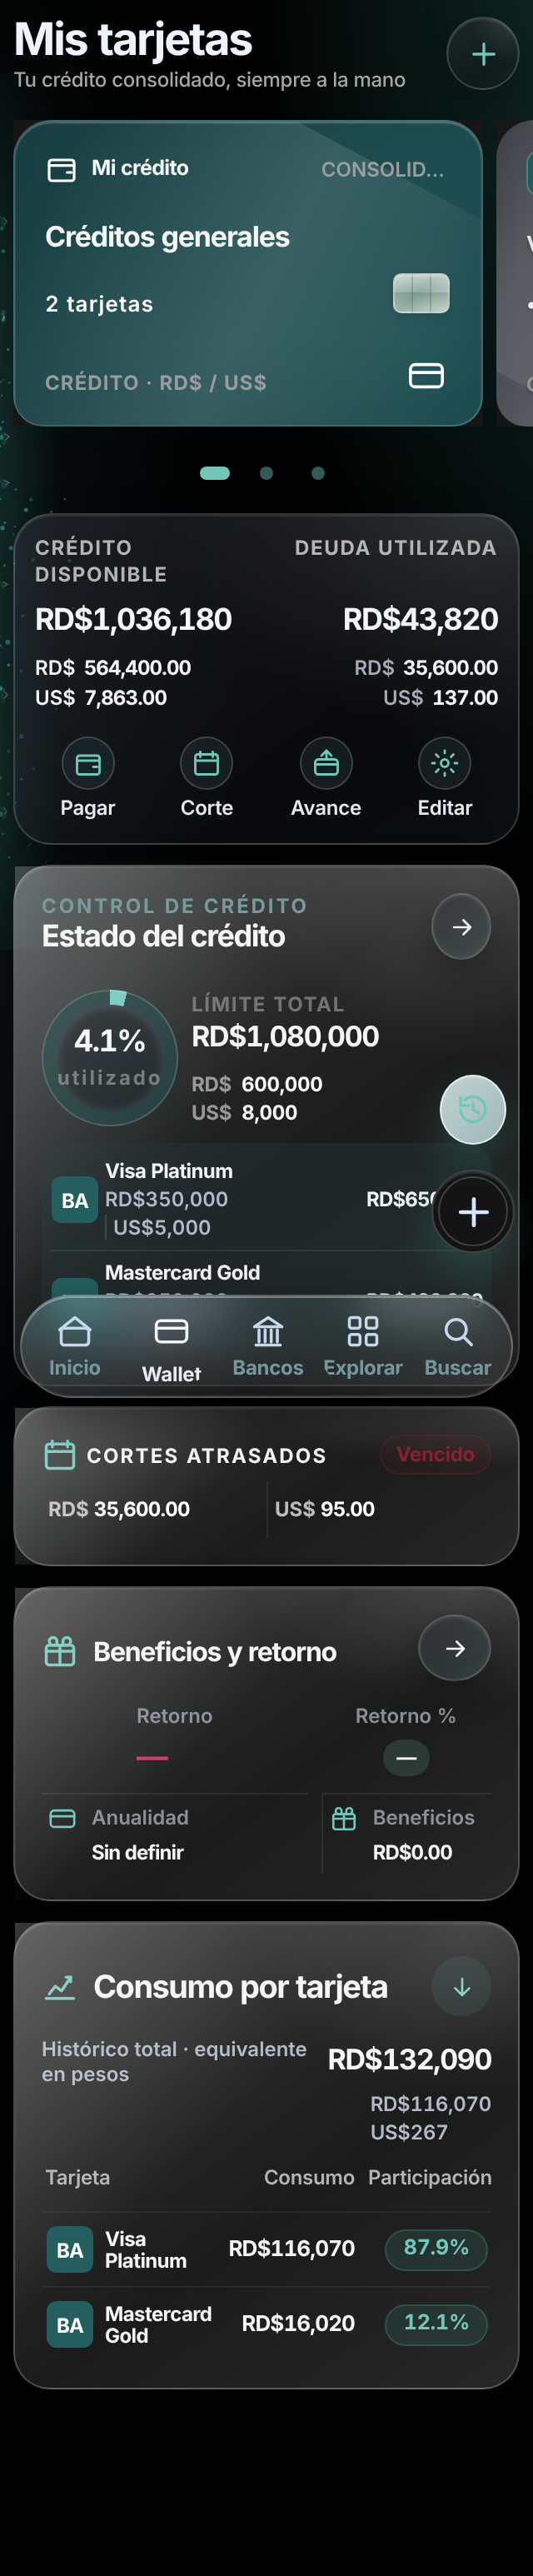 Mis tarjetas
Tu crédito consolidado, siempre a la mano
Mi crédito
CONSOLID...
Créditos generales
2 tarjetas
CRÉDITO · RD$ / US$
CRÉDITO DISPONIBLE
DEUDA UTILIZADA
RD$1,036,180
RD$43,820
RD$ 564,400.00
RD$ 35,600.00
US$ 7,863.00
US$ 137.00
Pagar
Corte
Avance
Editar
CONTROL DE CRÉDITO
Estado del crédito
4.1%
utilizado
LÍMITE TOTAL
RD$1,080,000
RD$ 600,000
US$ 8,000
BA
Visa Platinum
RD$350,000
US$5,000
Mastercard Gold
Inicio
Wallet
Bancos
Explorar
Buscar
CORTES ATRASADOS
Vencido
RD$ 35,600.00
US$ 95.00
Beneficios y retorno
Retorno
Retorno %
—
—
Anualidad
Sin definir
Beneficios
RD$0.00
Consumo por tarjeta
Histórico total · equivalente
en pesos
RD$132,090
RD$116,070
US$267
Tarjeta
Consumo
Participación
BA
Visa
Platinum
RD$116,070
87.9%
BA
Mastercard
Gold
RD$16,020
12.1%